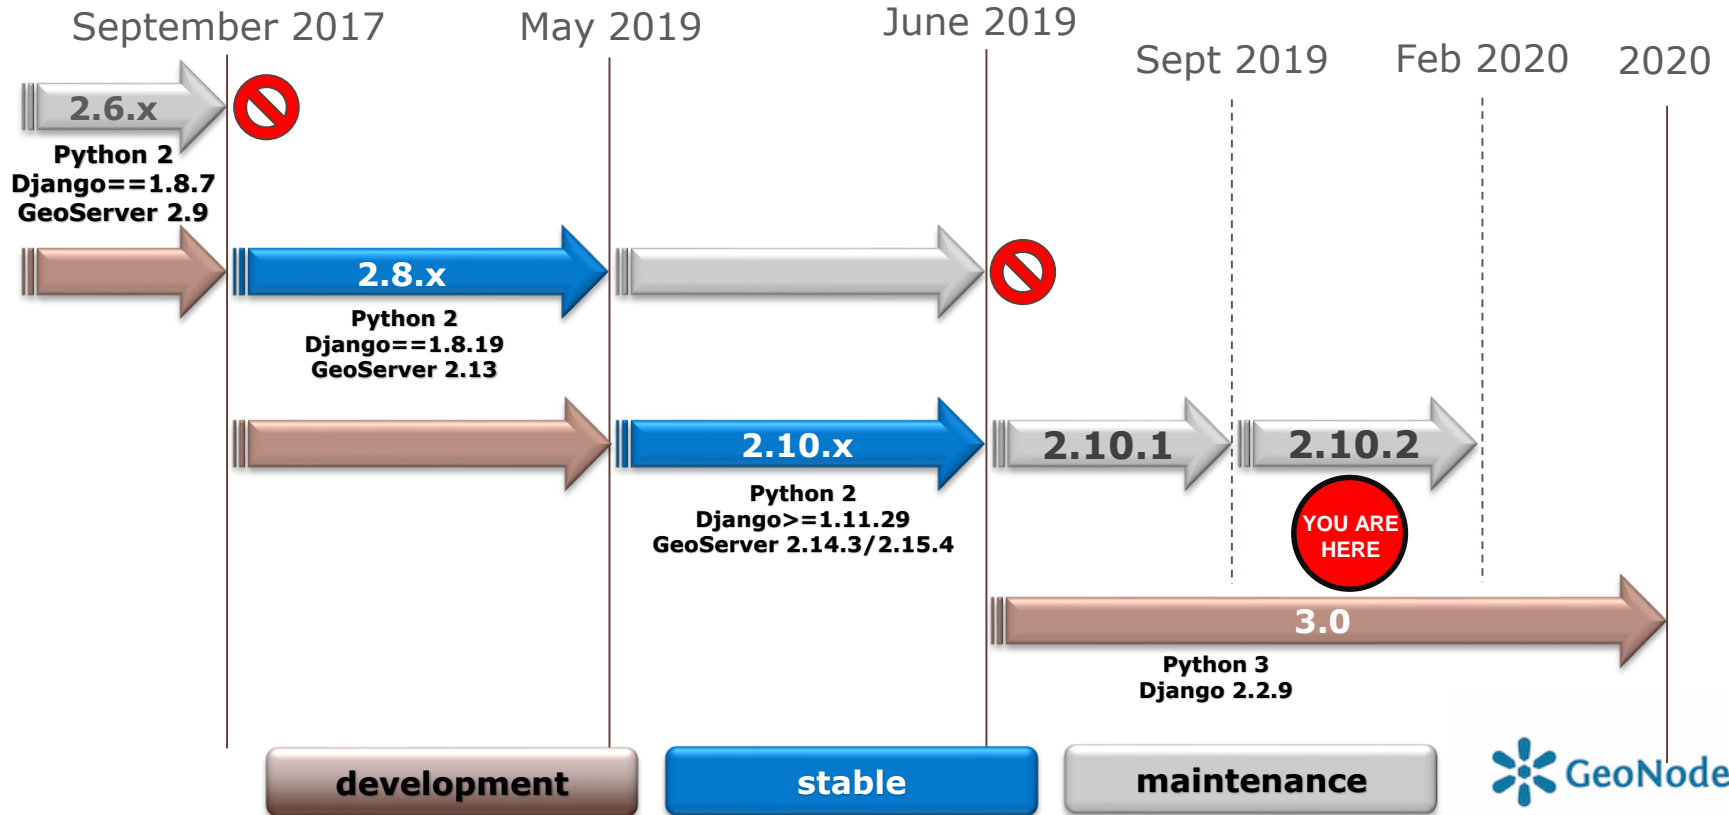 September 2017
May 2019
June 2019
Sept 2019
Feb 2020
2020
2.6.x
Python 2
Django==1.8.7
GeoServer 2.9
2.8.x
Python 2
Django==1.8.19
GeoServer 2.13
2.10.x
2.10.1
2.10.2
Python 2
Django>=1.11.29
GeoServer 2.14.3/2.15.4
YOU ARE
HERE
3.0
Python 3
Django 2.2.9
development
stable
maintenance
GeoNode